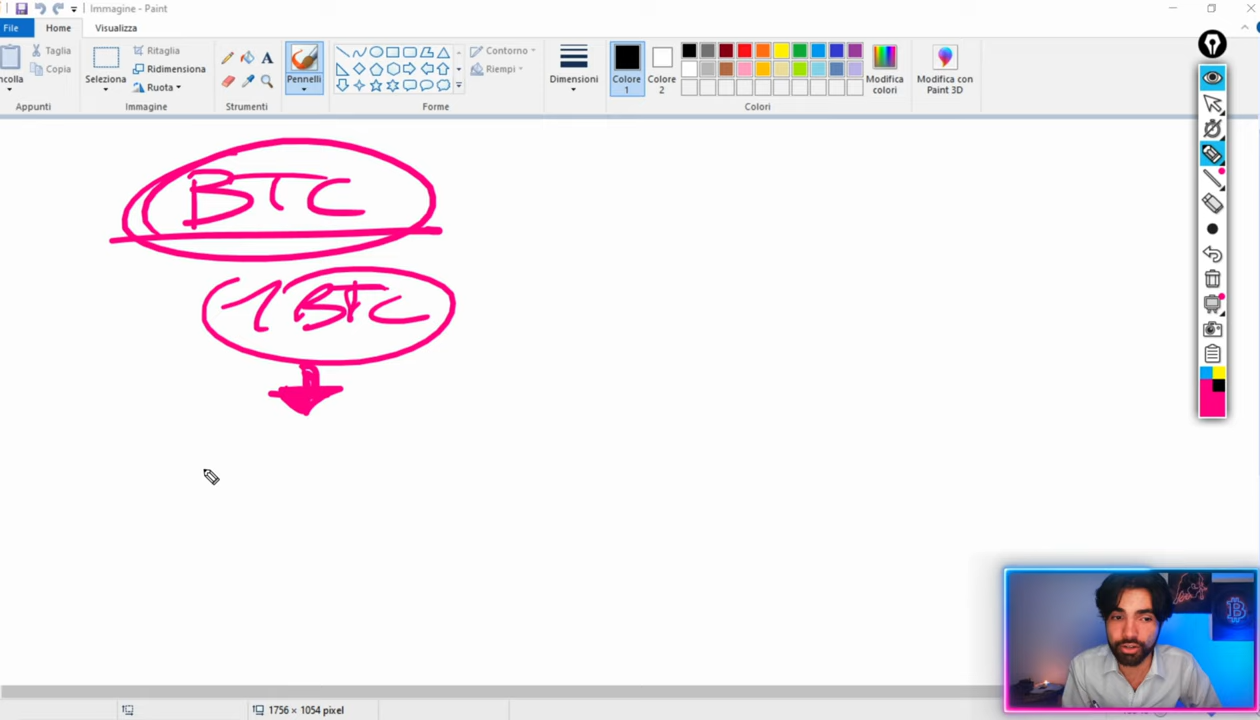 Immagine - Paint
File Home Visualizza
Taglia
Copia
Incolla
Appunti
Seleziona
Ritaglia
Ridimensiona
Ruota
Immagine
Strumenti
Pennelli
Contorno
Riempi
Forme
Dimensioni
Colore 1
Colore 2
Modifica colori
Modifica con Paint 3D
Colori
BTC
1 BTC
1756 × 1054 pixel